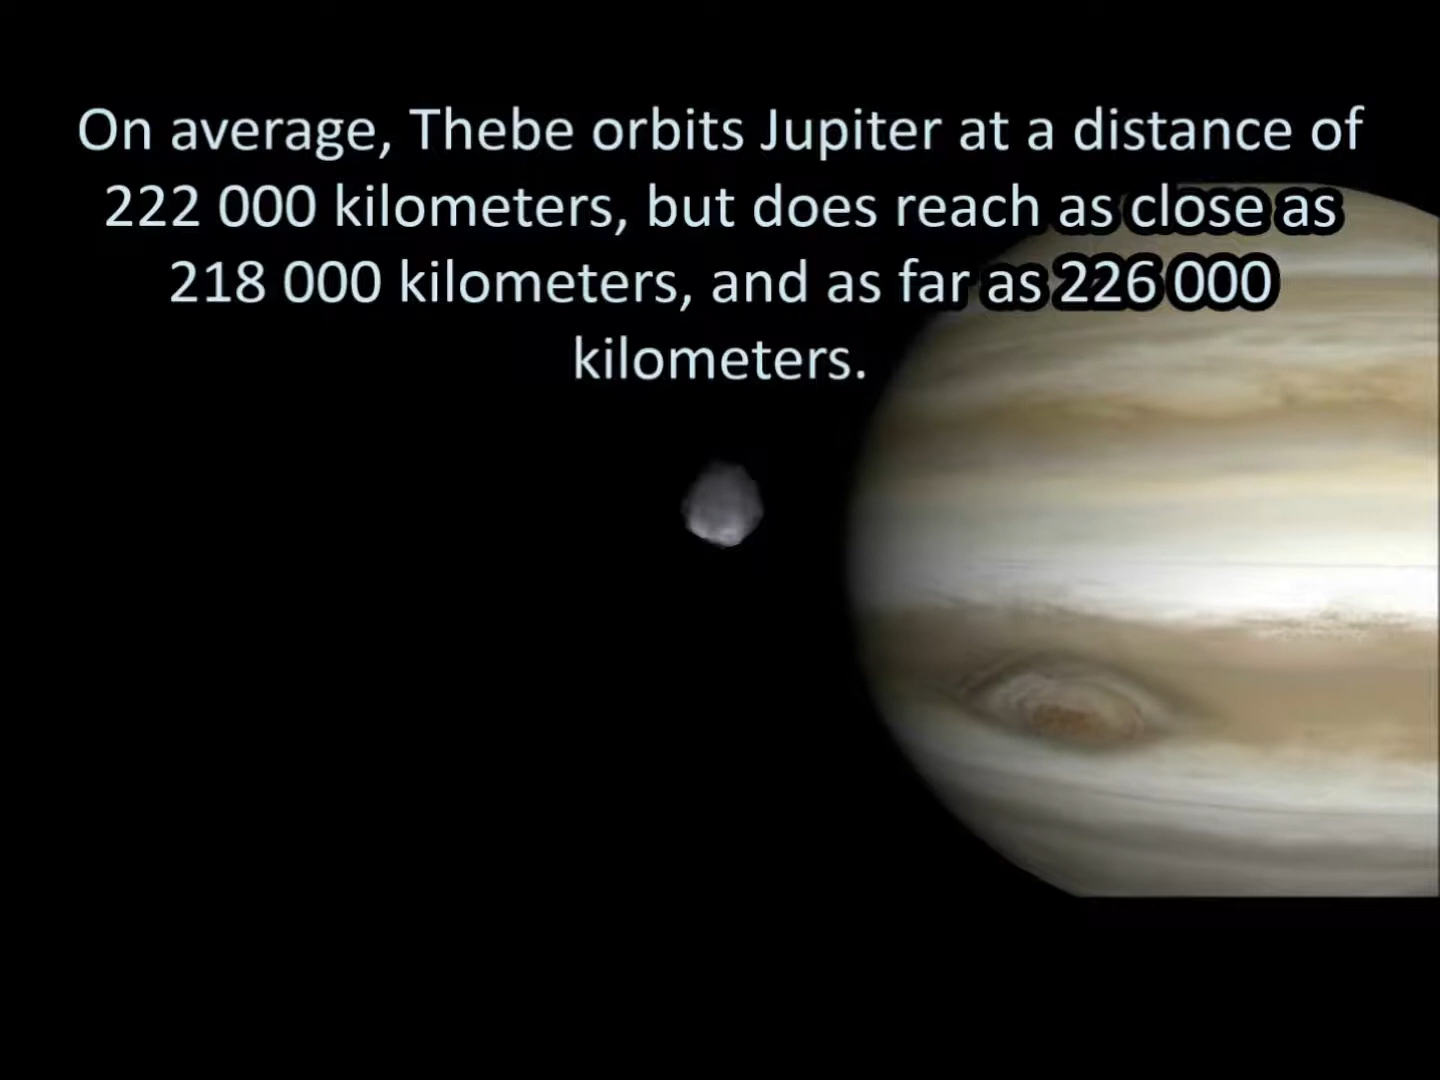 On average, Thebe orbits Jupiter at a distance of
222 000 kilometers, but does reach as close as
218 000 kilometers, and as far as 226 000
kilometers.